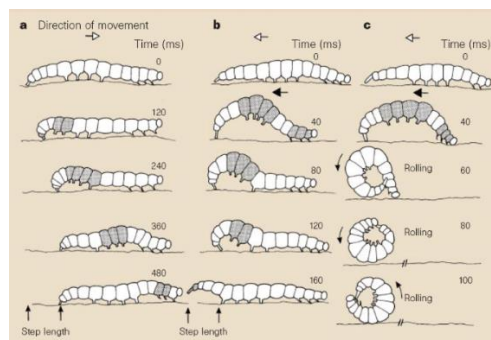 a Direction of movement
Time (ms)
0
120
240
360
480
Step length
b
Time (ms)
0
40
80
120
160
Step length
c
Time (ms)
0
40
Rolling 60
Rolling 80
Rolling 100